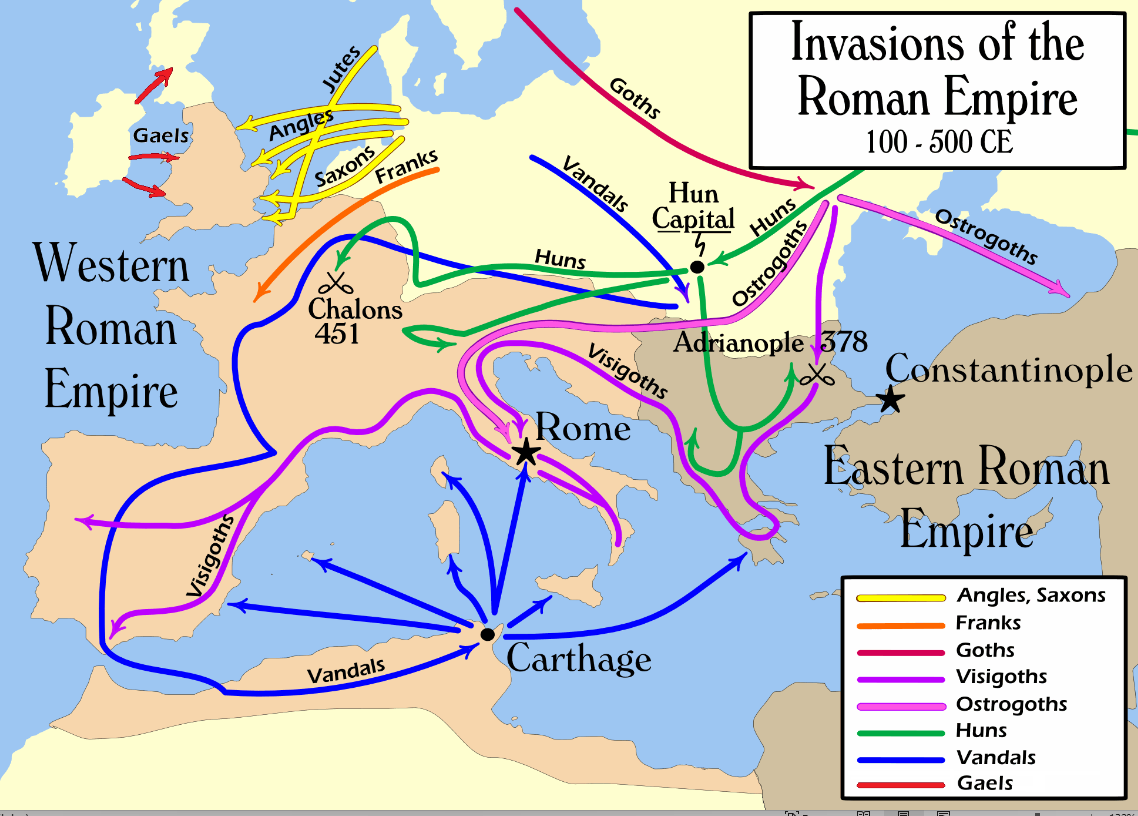 Invasions of the
Roman Empire
100 - 500 CE
Jutes
Angles
Saxons
Franks
Gaels
Goths
Vandals
Hun
Capital
Huns
Ostrogoths
Ostrogoths
Huns
Western
Roman
Empire
Chalons
451
Adrianople 378
Visigoths
Constantinople
Rome
Eastern Roman
Empire
Visigoths
Vandals
Carthage
Angles, Saxons
Franks
Goths
Visigoths
Ostrogoths
Huns
Vandals
Gaels